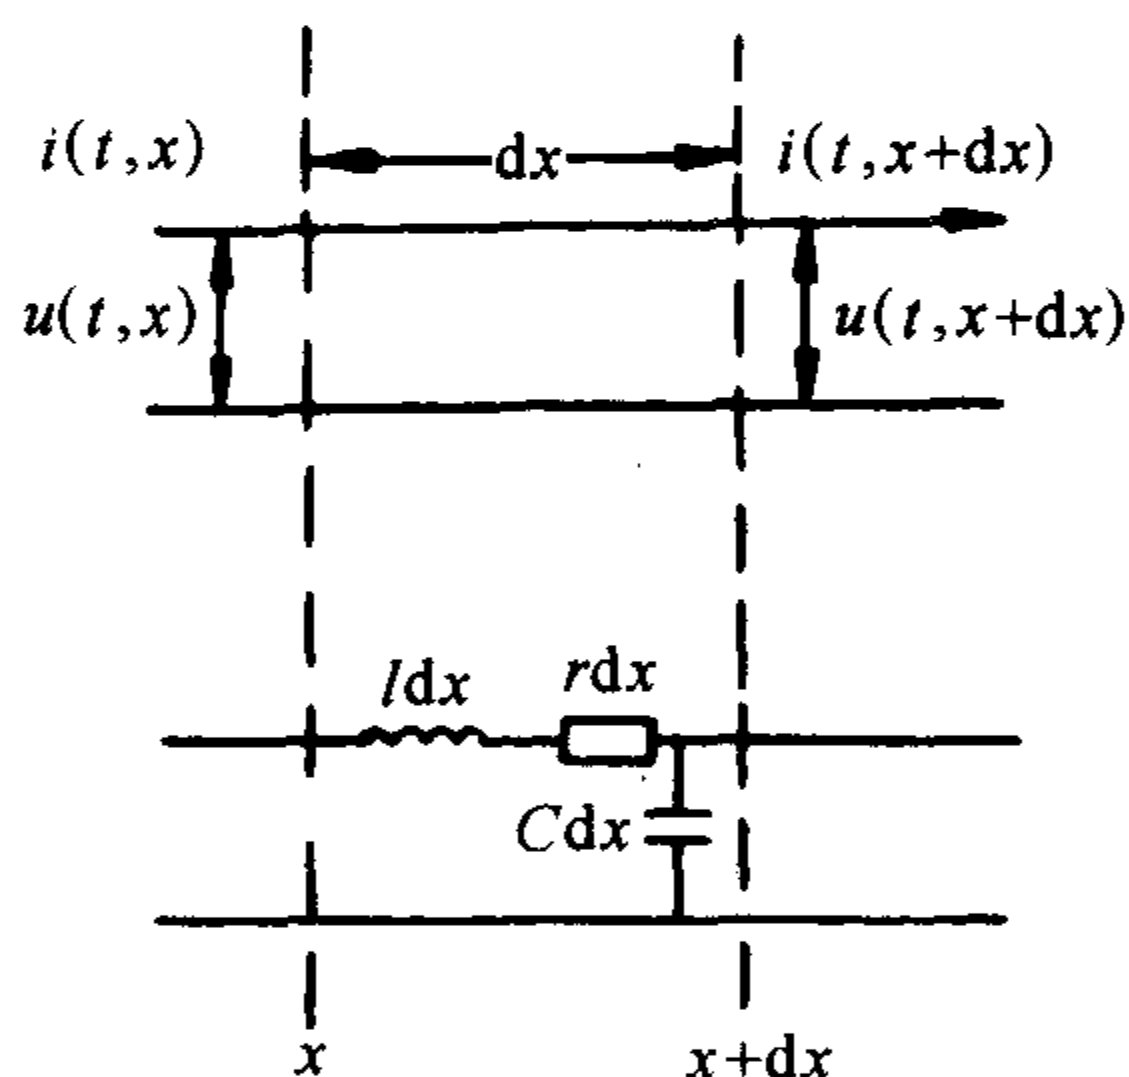 i(t,x)
dx
i(t,x+dx)
u(t,x)
u(t,x+dx)
ldx
rdx
Cdx
x
x+dx